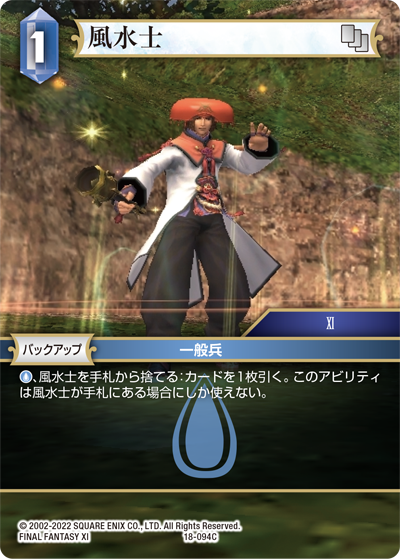 1
風水士
XI
バックアップ
一般兵
、風水士を手札から捨てる：カードを1枚引く。このアビリティ
は風水士が手札にある場合にしか使えない。
© 2002-2022 SQUARE ENIX CO., LTD. All Rights Reserved.
FINAL FANTASY XI
18-094C